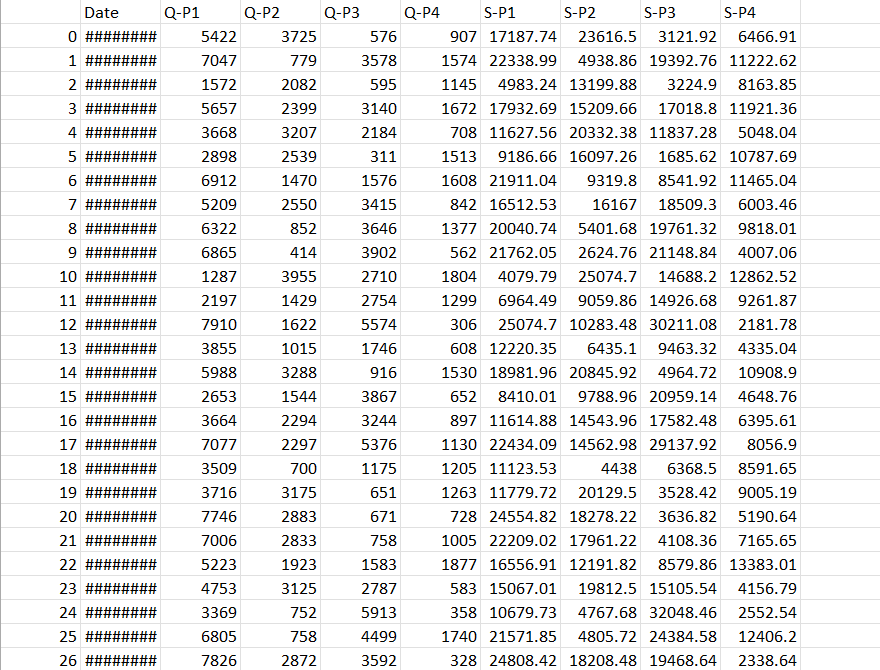 Date Q-P1 Q-P2 Q-P3 Q-P4 S-P1 S-P2 S-P3 S-P4
0 ######## 5422 3725 576 907 17187.74 23616.5 3121.92 6466.91
1 ######## 7047 779 3578 1574 22338.99 4938.86 19392.76 11222.62
2 ######## 1572 2082 595 1145 4983.24 13199.88 3224.9 8163.85
3 ######## 5657 2399 3140 1672 17932.69 15209.66 17018.8 11921.36
4 ######## 3668 3207 2184 708 11627.56 20332.38 11837.28 5048.04
5 ######## 2898 2539 311 1513 9186.66 16097.26 1685.62 10787.69
6 ######## 6912 1470 1576 1608 21911.04 9319.8 8541.92 11465.04
7 ######## 5209 2550 3415 842 16512.53 16167 18509.3 6003.46
8 ######## 6322 852 3646 1377 20040.74 5401.68 19761.32 9818.01
9 ######## 6865 414 3902 562 21762.05 2624.76 21148.84 4007.06
10 ######## 1287 3955 2710 1804 4079.79 25074.7 14688.2 12862.52
11 ######## 2197 1429 2754 1299 6964.49 9059.86 14926.68 9261.87
12 ######## 7910 1622 5574 306 25074.7 10283.48 30211.08 2181.78
13 ######## 3855 1015 1746 608 12220.35 6435.1 9463.32 4335.04
14 ######## 5988 3288 916 1530 18981.96 20845.92 4964.72 10908.9
15 ######## 2653 1544 3867 652 8410.01 9788.96 20959.14 4648.76
16 ######## 3664 2294 3244 897 11614.88 14543.96 17582.48 6395.61
17 ######## 7077 2297 5376 1130 22434.09 14562.98 29137.92 8056.9
18 ######## 3509 700 1175 1205 11123.53 4438 6368.5 8591.65
19 ######## 3716 3175 651 1263 11779.72 20129.5 3528.42 9005.19
20 ######## 7746 2883 671 728 24554.82 18278.22 3636.82 5190.64
21 ######## 7006 2833 758 1005 22209.02 17961.22 4108.36 7165.65
22 ######## 5223 1923 1583 1877 16556.91 12191.82 8579.86 13383.01
23 ######## 4753 3125 2787 583 15067.01 19812.5 15105.54 4156.79
24 ######## 3369 752 5913 358 10679.73 4767.68 32048.46 2552.54
25 ######## 6805 758 4499 1740 21571.85 4805.72 24384.58 12406.2
26 ######## 7826 2872 3592 328 24808.42 18208.48 19468.64 2338.64